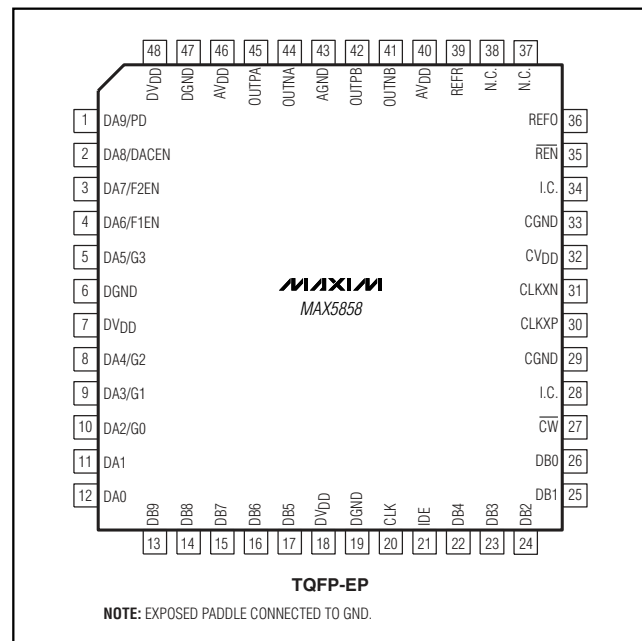 48 47 46 45 44 43 42 41 40 39 38 37
DVDD DGND AVDD OUTPA OUTNA AGND OUTPB OUTNB AVDD REFR N.C. N.C.
1 DA9/PD
2 DA8/DACEN
3 DA7/F2EN
4 DA6/F1EN
5 DA5/G3
6 DGND
7 DVDD
8 DA4/G2
9 DA3/G1
10 DA2/G0
11 DA1
12 DA0
MAXIM
MAX5858
REFO 36
REN 35
I.C. 34
CGND 33
CVDD 32
CLKXN 31
CLKXP 30
CGND 29
I.C. 28
CW 27
DB0 26
DB1 25
DB9 DB8 DB7 DB6 DB5 DVDD DGND CLK IDE DB4 DB3 DB2
13 14 15 16 17 18 19 20 21 22 23 24
TQFP-EP
NOTE: EXPOSED PADDLE CONNECTED TO GND.